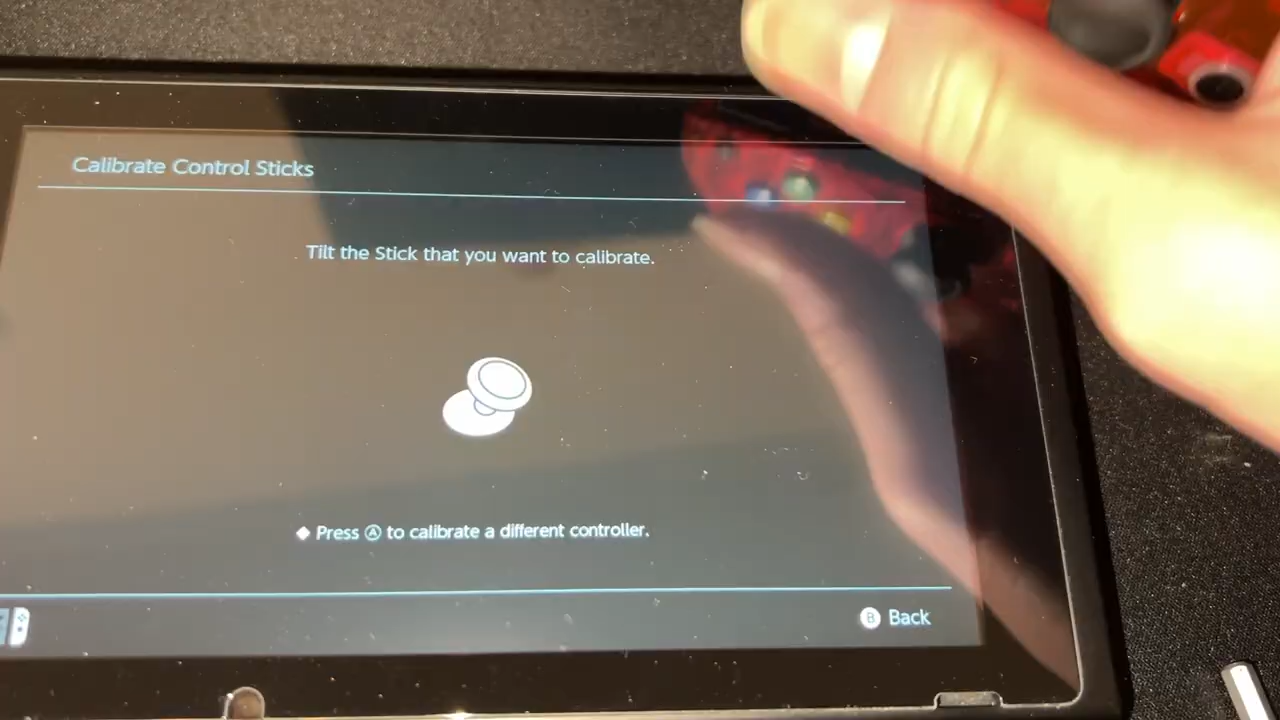 Calibrate Control Sticks
Tilt the Stick that you want to calibrate.
◆ Press Ⓐ to calibrate a different controller.
Ⓑ Back